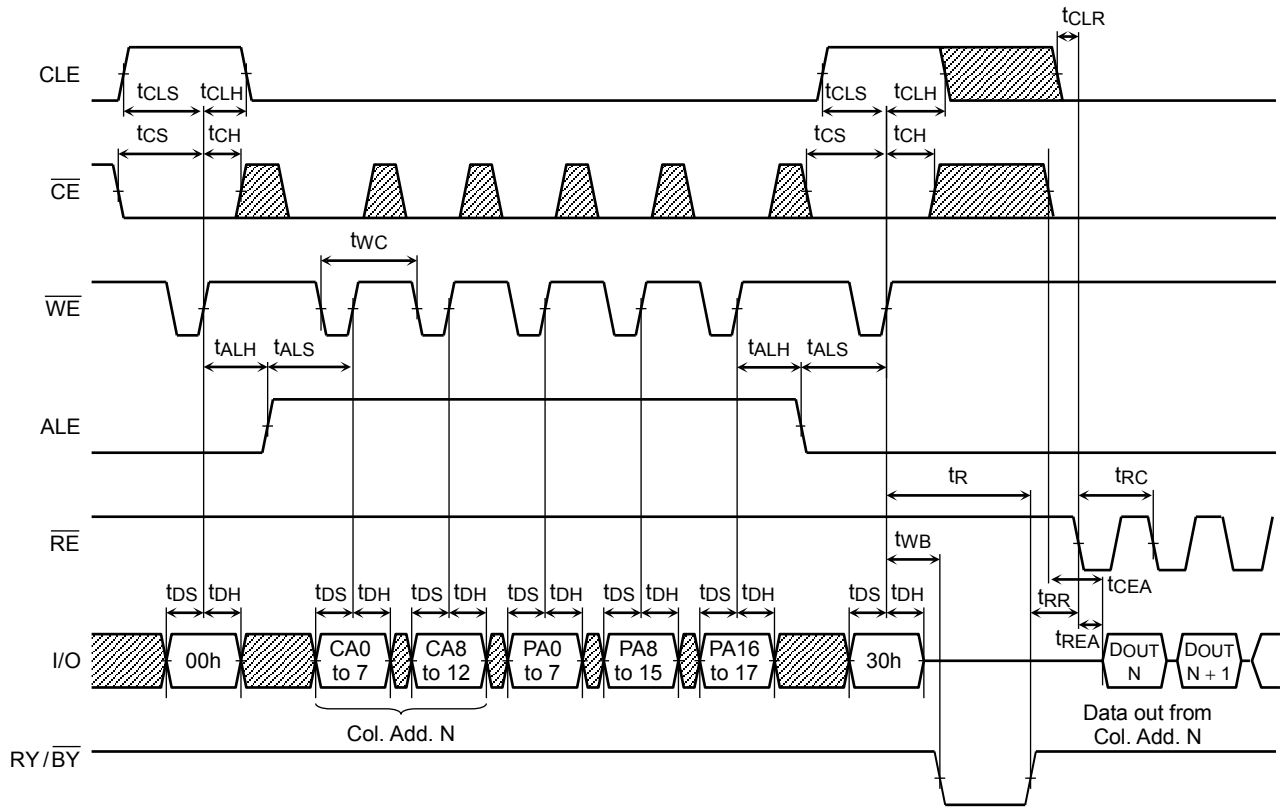 tCLR
CLE
tCLS tCLH tCLS tCLH
tCS tCH tCS tCH
CE
tWC
WE
tALH tALS tALH tALS
ALE
tR
tRC
RE
tWB
tCEA
tDS tDH tDS tDH tDS tDH tDS tDH tDS tDH tDS tDH tDS tDH tRR
tREA
I/O
00h
CA0
to 7
CA8
to 12
PA0
to 7
PA8
to 15
PA16
to 17
30h
DOUT
N
DOUT
N + 1
Col. Add. N
Data out from
Col. Add. N
RY/BY